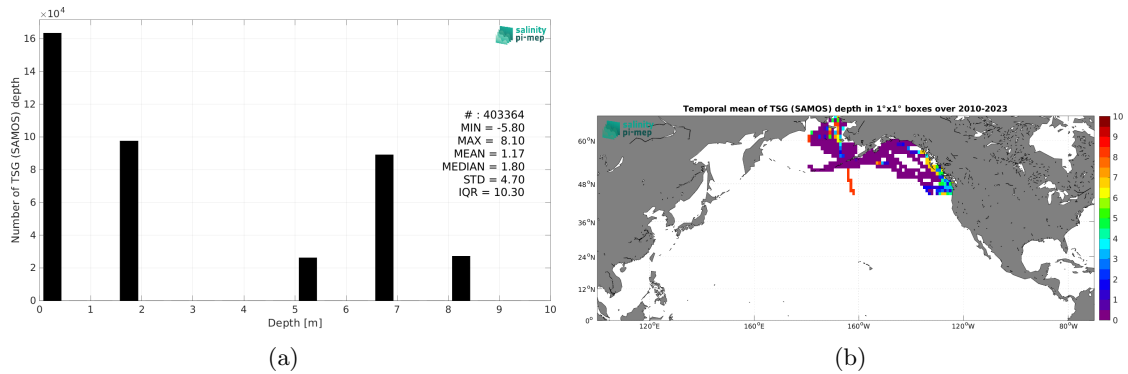 ×10⁴
salinity
pi-mep
16
14
12
10
8
6
4
2
0
Number of TSG (SAMOS) depth
# : 403364
MIN = -5.80
MAX = 8.10
MEAN = 1.17
MEDIAN = 1.80
STD = 4.70
IQR = 10.30
0 1 2 3 4 5 6 7 8 9 10
Depth [m]
(a)
Temporal mean of TSG (SAMOS) depth in 1°x1° boxes over 2010-2023
salinity
pi-mep
60°N
48°N
36°N
24°N
12°N
0°
120°E 160°E 160°W 120°W 80°W
10
9
8
7
6
5
4
3
2
1
0
(b)